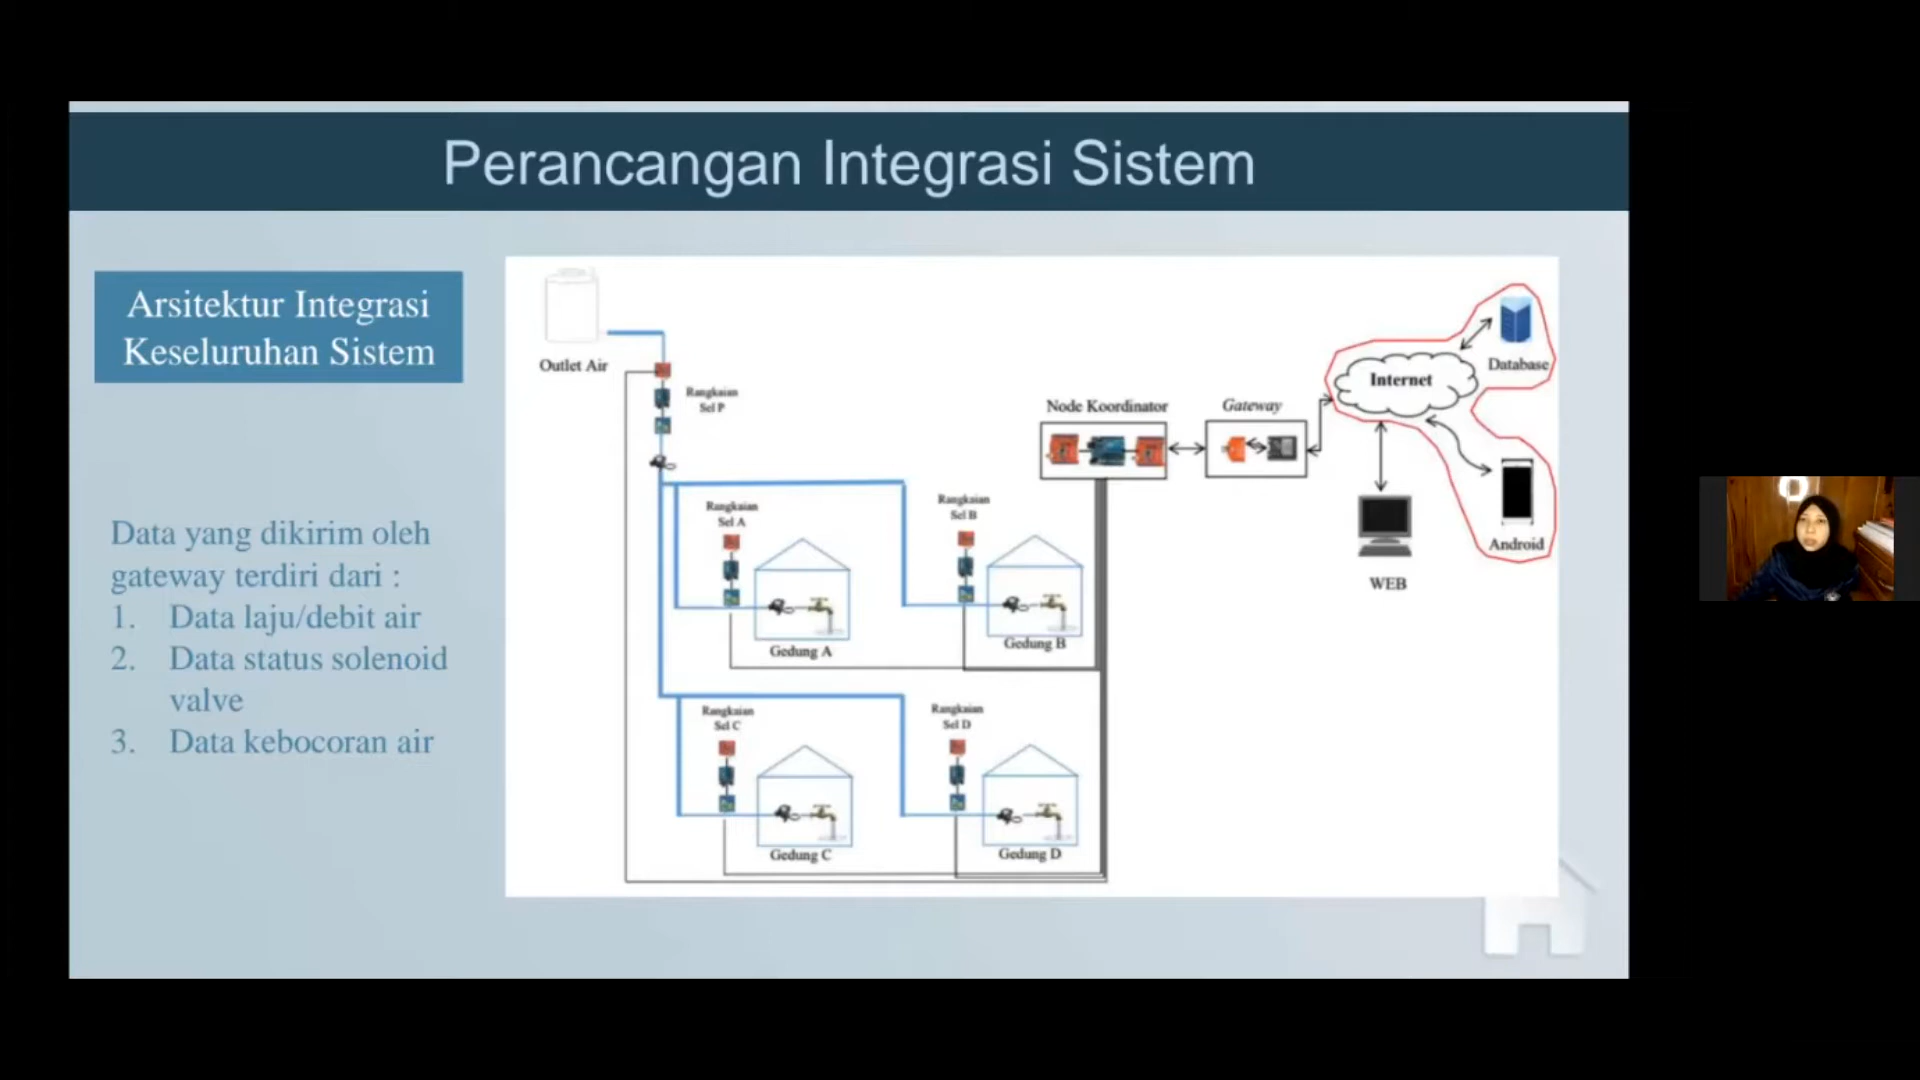 Perancangan Integrasi Sistem
Arsitektur Integrasi
Keseluruhan Sistem
Data yang dikirim oleh
gateway terdiri dari :
1. Data laju/debit air
2. Data status solenoid
valve
3. Data kebocoran air
Outlet Air
Rangkaian
Sel P
Node Koordinator
Gateway
Internet
Database
Android
WEB
Rangkaian
Sel A
Gedung A
Rangkaian
Sel B
Gedung B
Rangkaian
Sel C
Gedung C
Rangkaian
Sel D
Gedung D